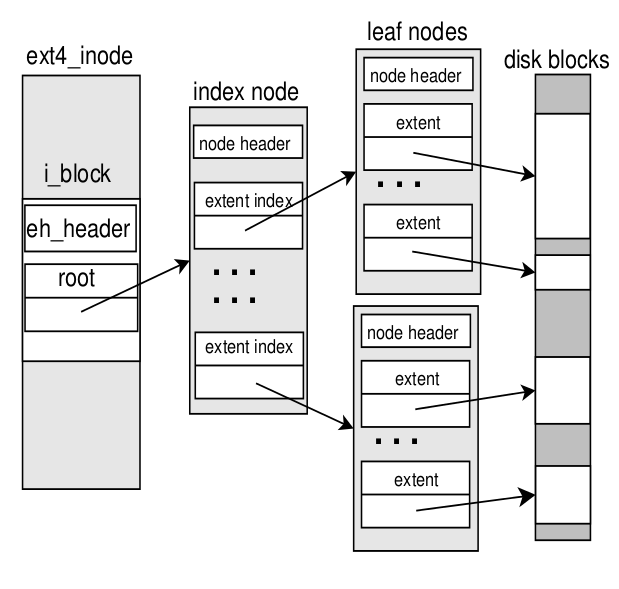 ext4_inode
i_block
eh_header
root
index node
node header
extent index
. . .
. . .
extent index
leaf nodes
node header
extent
. . .
extent
node header
extent
. . .
extent
disk blocks